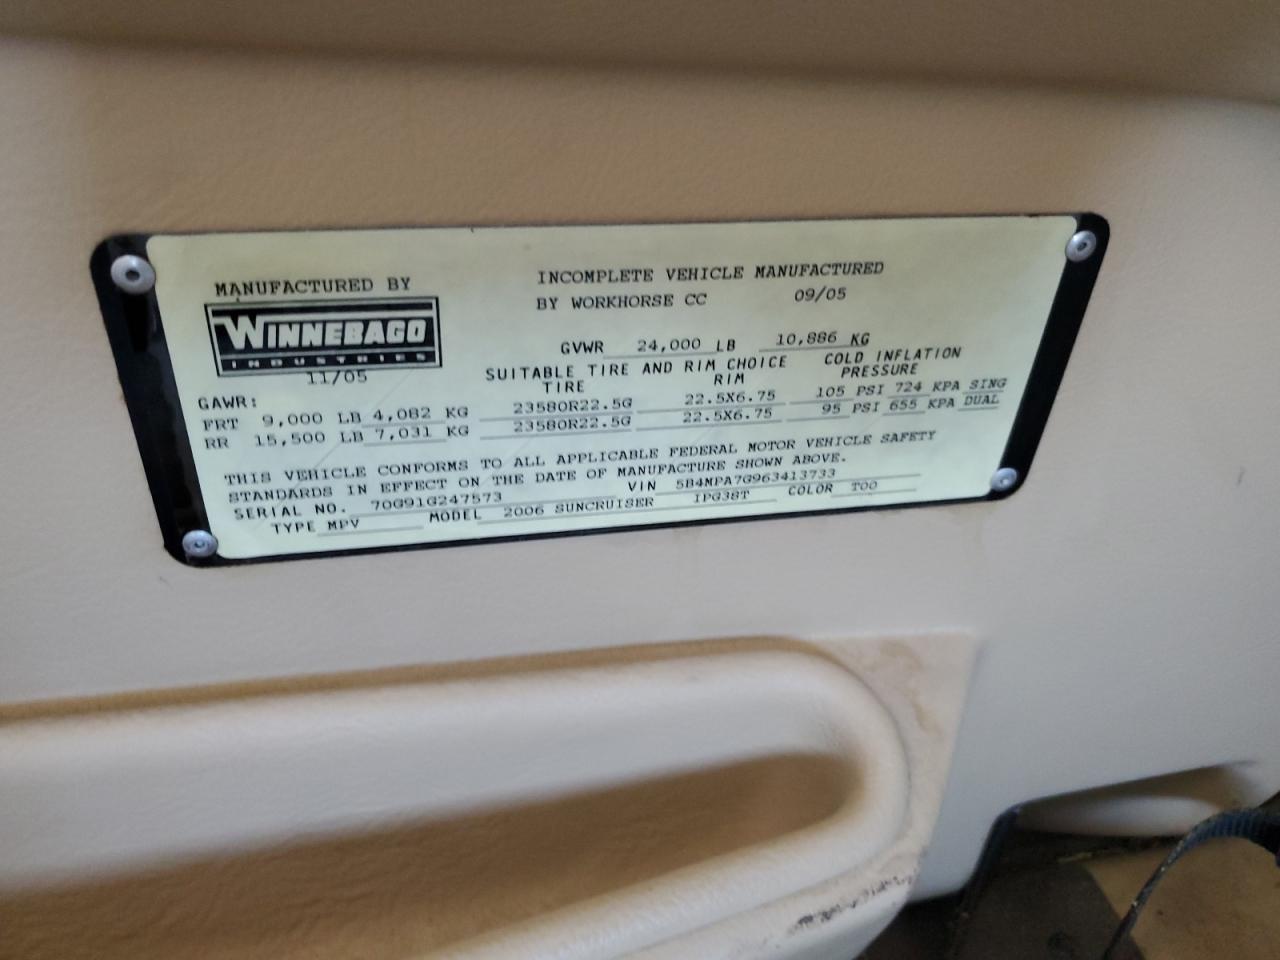 MANUFACTURED BY
WINNEBAGO
INDUSTRIES
11/05
INCOMPLETE VEHICLE MANUFACTURED
BY WORKHORSE CC 09/05
GVWR 24,000 LB 10,886 KG
SUITABLE TIRE AND RIM CHOICE COLD INFLATION
TIRE RIM PRESSURE
GAWR:
FRT 9,000 LB 4,082 KG 23580R22.5G 22.5X6.75 105 PSI 724 KPA SING
RR 15,500 LB 7,031 KG 23580R22.5G 22.5X6.75 95 PSI 655 KPA DUAL
THIS VEHICLE CONFORMS TO ALL APPLICABLE FEDERAL MOTOR VEHICLE SAFETY
STANDARDS IN EFFECT ON THE DATE OF MANUFACTURE SHOWN ABOVE.
SERIAL NO. 70G91G247573 VIN 5B4MPA7G963413733
TYPE MPV MODEL 2006 SUNCRUISER IPG38T COLOR T00